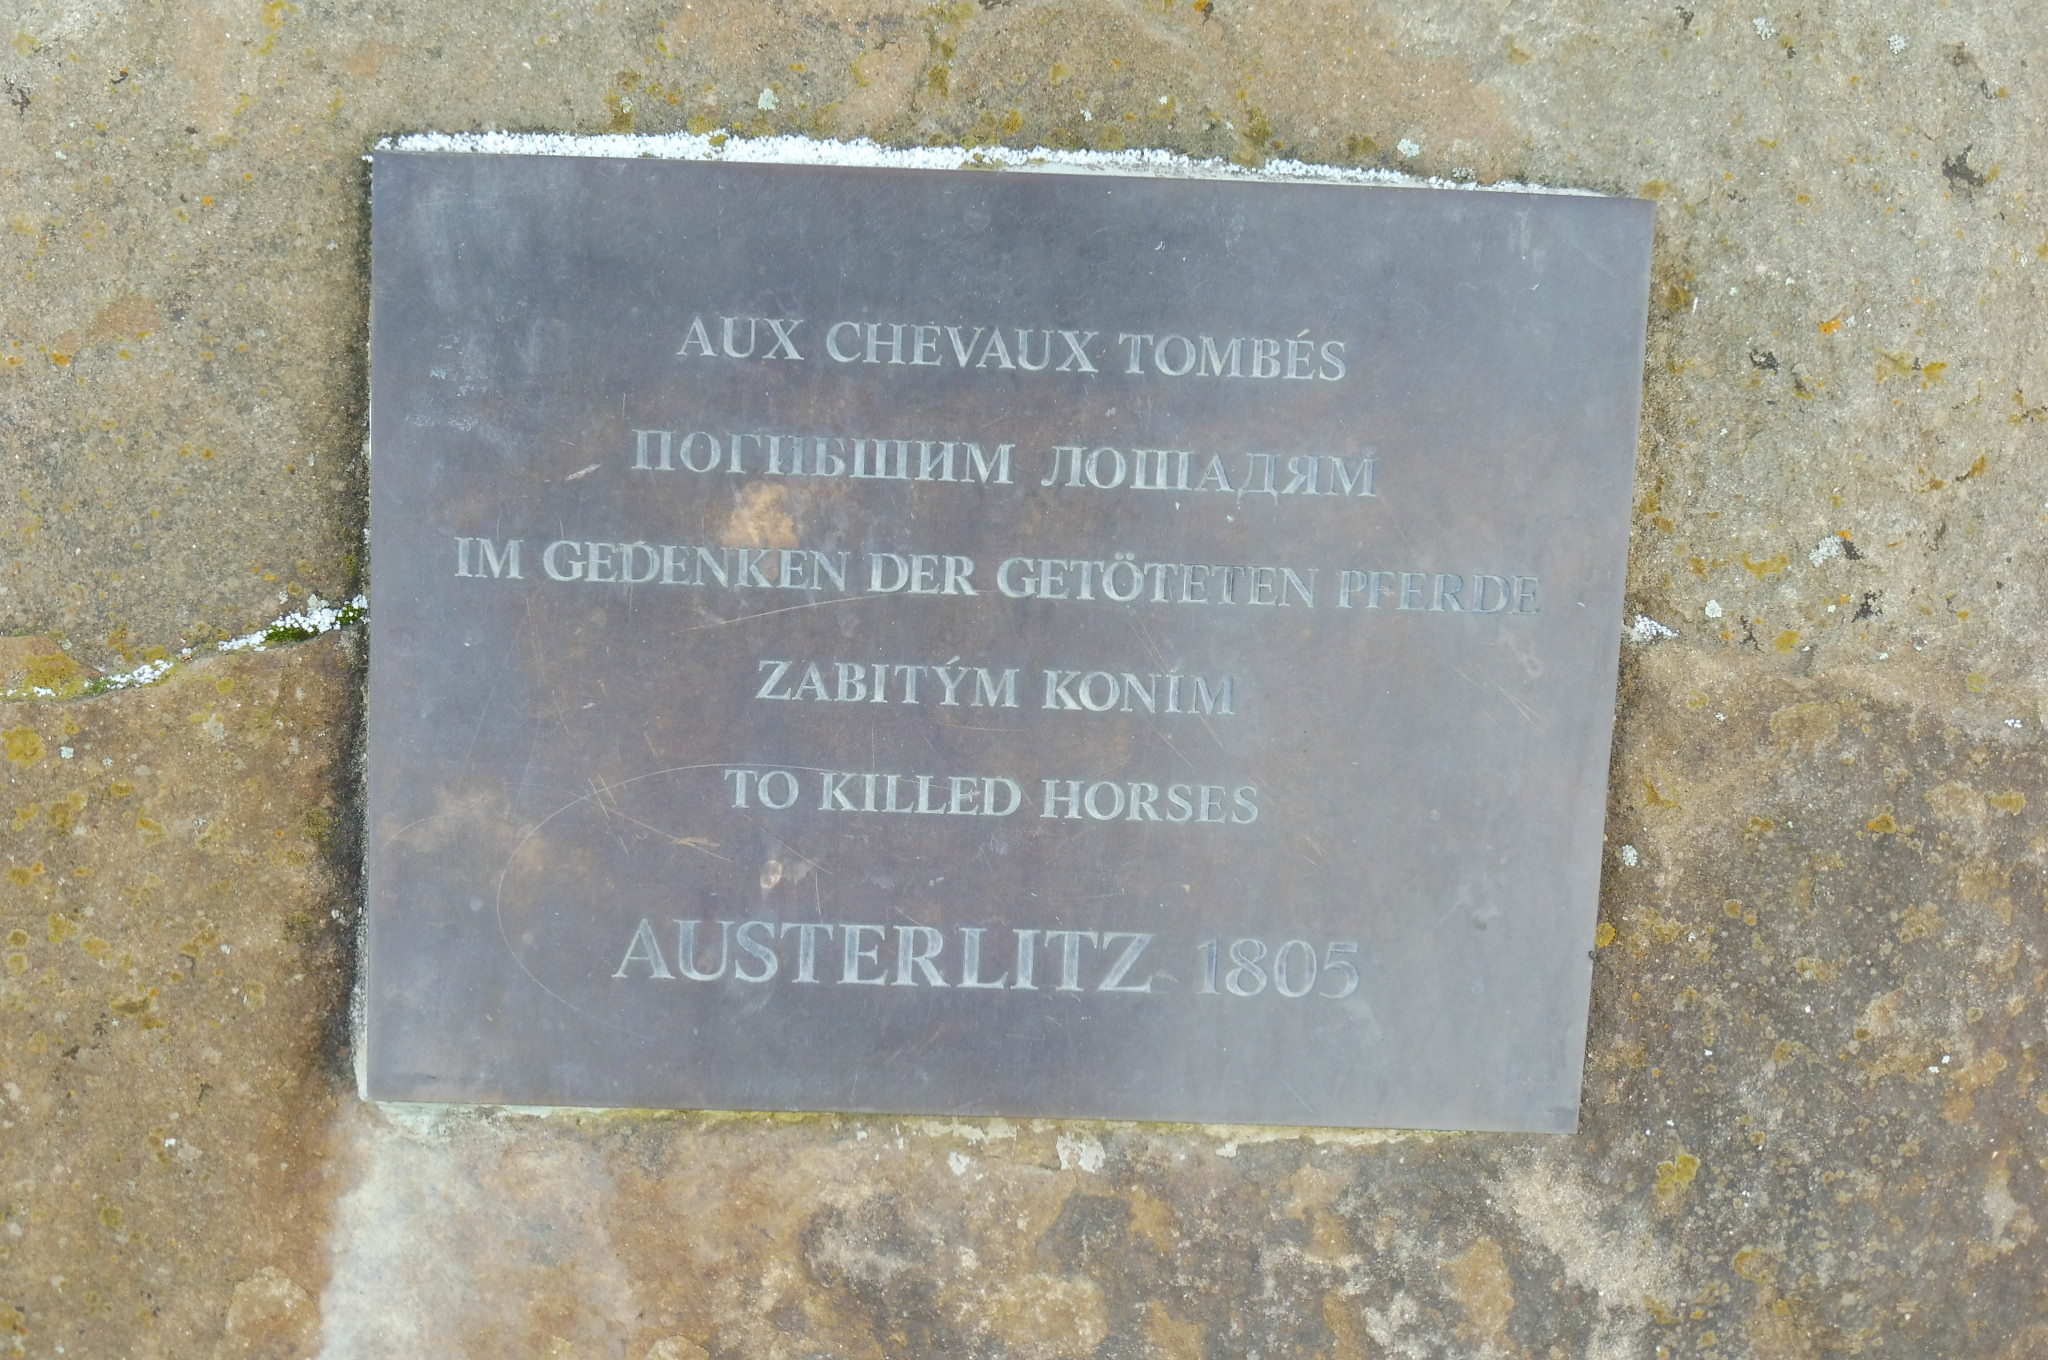 AUX CHEVAUX TOMBÉS
ПОГИБШИМ ЛОШАДЯМ
IM GEDENKEN DER GETÖTETEN PFERDE
ZABITÝM KONÍM
TO KILLED HORSES
AUSTERLITZ 1805